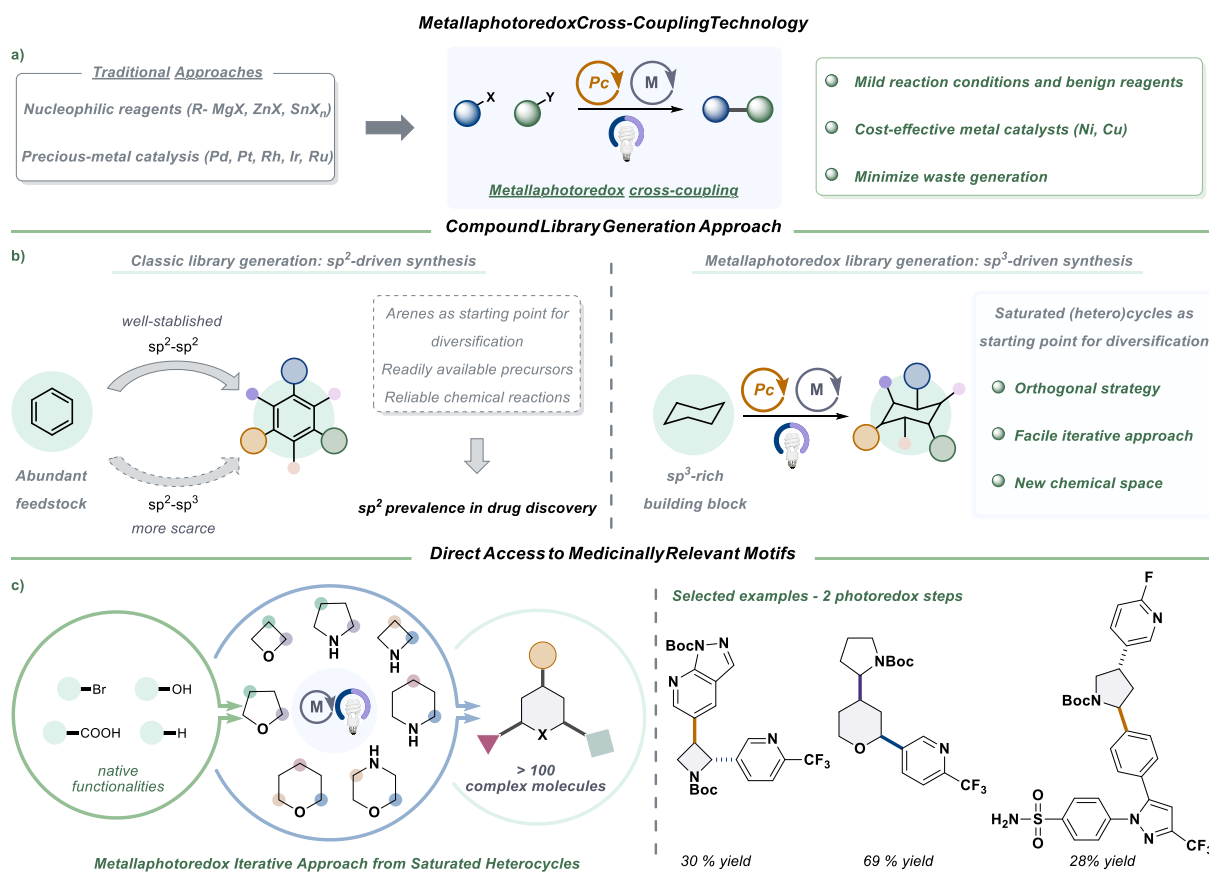 Metallaphotoredox Cross-Coupling Technology
a)
Traditional Approaches
Nucleophilic reagents (R- MgX, ZnX, SnXn)
Precious-metal catalysis (Pd, Pt, Rh, Ir, Ru)
X
Y
Pc
M
Metallaphotoredox cross-coupling
Mild reaction conditions and benign reagents
Cost-effective metal catalysts (Ni, Cu)
Minimize waste generation
Compound Library Generation Approach
b)
Classic library generation: sp2-driven synthesis
well-stablished
sp2-sp2
Abundant
feedstock
sp2-sp3
more scarce
Arenes as starting point for
diversification
Readily available precursors
Reliable chemical reactions
sp2 prevalence in drug discovery
Metallaphotoredox library generation: sp3-driven synthesis
Pc
M
sp3-rich
building block
Saturated (hetero)cycles as
starting point for diversification
Orthogonal strategy
Facile iterative approach
New chemical space
Direct Access to Medicinally Relevant Motifs
c)
Br
OH
COOH
H
native
functionalities
O
N
H
N
H
O
M
N
H
O
H
N
O
X
> 100
complex molecules
Metallaphotoredox Iterative Approach from Saturated Heterocycles
Selected examples - 2 photoredox steps
BocN
N
N
N
N
Boc
CF3
30 % yield
NBoc
O
N
CF3
69 % yield
F
N
BocN
H2N
S
O
O
N
N
CF3
28% yield